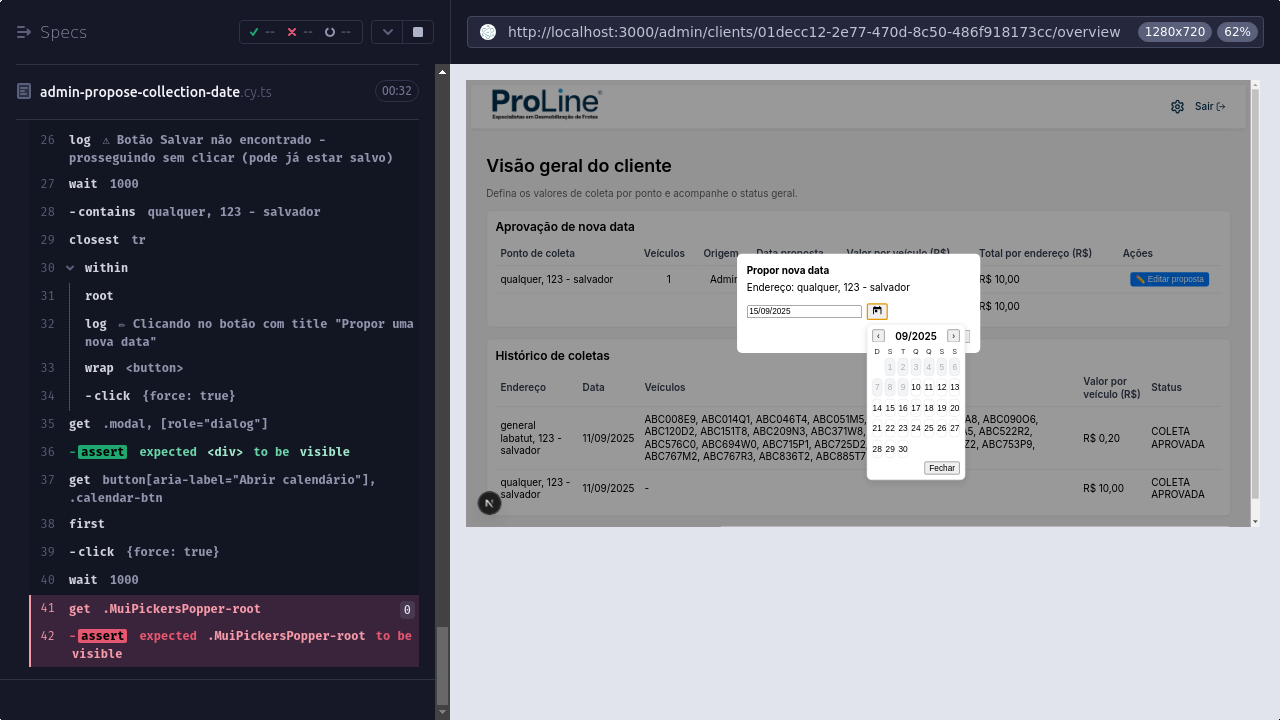 Specs
-- -- --
admin-propose-collection-date.cy.ts 00:32
26 log ⚠ Botão Salvar não encontrado -
prosseguindo sem clicar (pode já estar salvo)
27 wait 1000
28 -contains qualquer, 123 - salvador
29 closest tr
30 within
31 root
32 log ✏ Clicando no botão com title "Propor uma
nova data"
33 wrap <button>
34 -click {force: true}
35 get .modal, [role="dialog"]
36 -assert expected <div> to be visible
37 get button[aria-label="Abrir calendário"],
.calendar-btn
38 first
39 -click {force: true}
40 wait 1000
41 get .MuiPickersPopper-root 0
42 -assert expected .MuiPickersPopper-root to be
visible
http://localhost:3000/admin/clients/01decc12-2e77-470d-8c50-486f918173cc/overview 1280x720 62%
ProLine
Especialistas em Desmobilização de Frotas
Sair
Visão geral do cliente
Defina os valores de coleta por ponto e acompanhe o status geral.
Aprovação de nova data
Ponto de coleta Veículos Origem Data proposta Valor por veículo (R$) Total por endereço (R$) Ações
qualquer, 123 - salvador 1 Admin R$ 10,00 ✏️ Editar proposta
R$ 10,00
Propor nova data
Endereço: qualquer, 123 - salvador
15/09/2025
‹ 09/2025 ›
D S T Q Q S S
1 2 3 4 5 6
7 8 9 10 11 12 13
14 15 16 17 18 19 20
21 22 23 24 25 26 27
28 29 30
Fechar
Histórico de coletas
Endereço Data Veículos Valor por veículo (R$) Status
general labatut, 123 - salvador 11/09/2025
ABC008E9, ABC014Q1, ABC046T4, ABC051M5, A8, ABC090O6,
ABC120D2, ABC151T8, ABC209N3, ABC371W8, A5, ABC522R2,
ABC576C0, ABC694W0, ABC715P1, ABC725D2 Z2, ABC753P9,
ABC767M2, ABC767R3, ABC836T2, ABC885T7
R$ 0,20 COLETA APROVADA
qualquer, 123 - salvador 11/09/2025 - R$ 10,00 COLETA APROVADA
N